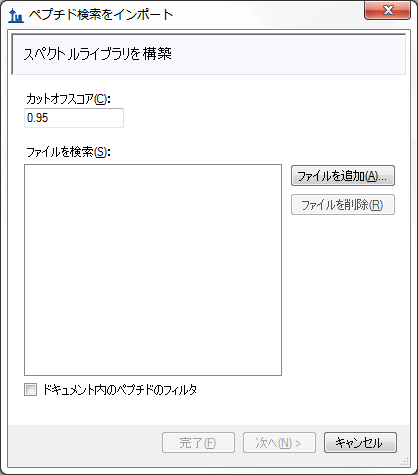 ペプチド検索をインポート
スペクトルライブラリを構築
カットオフスコア(C):
0.95
ファイルを検索(S):
ファイルを追加(A)...
ファイルを削除(R)
ドキュメント内のペプチドのフィルタ
完了(F) 次へ(N) > キャンセル